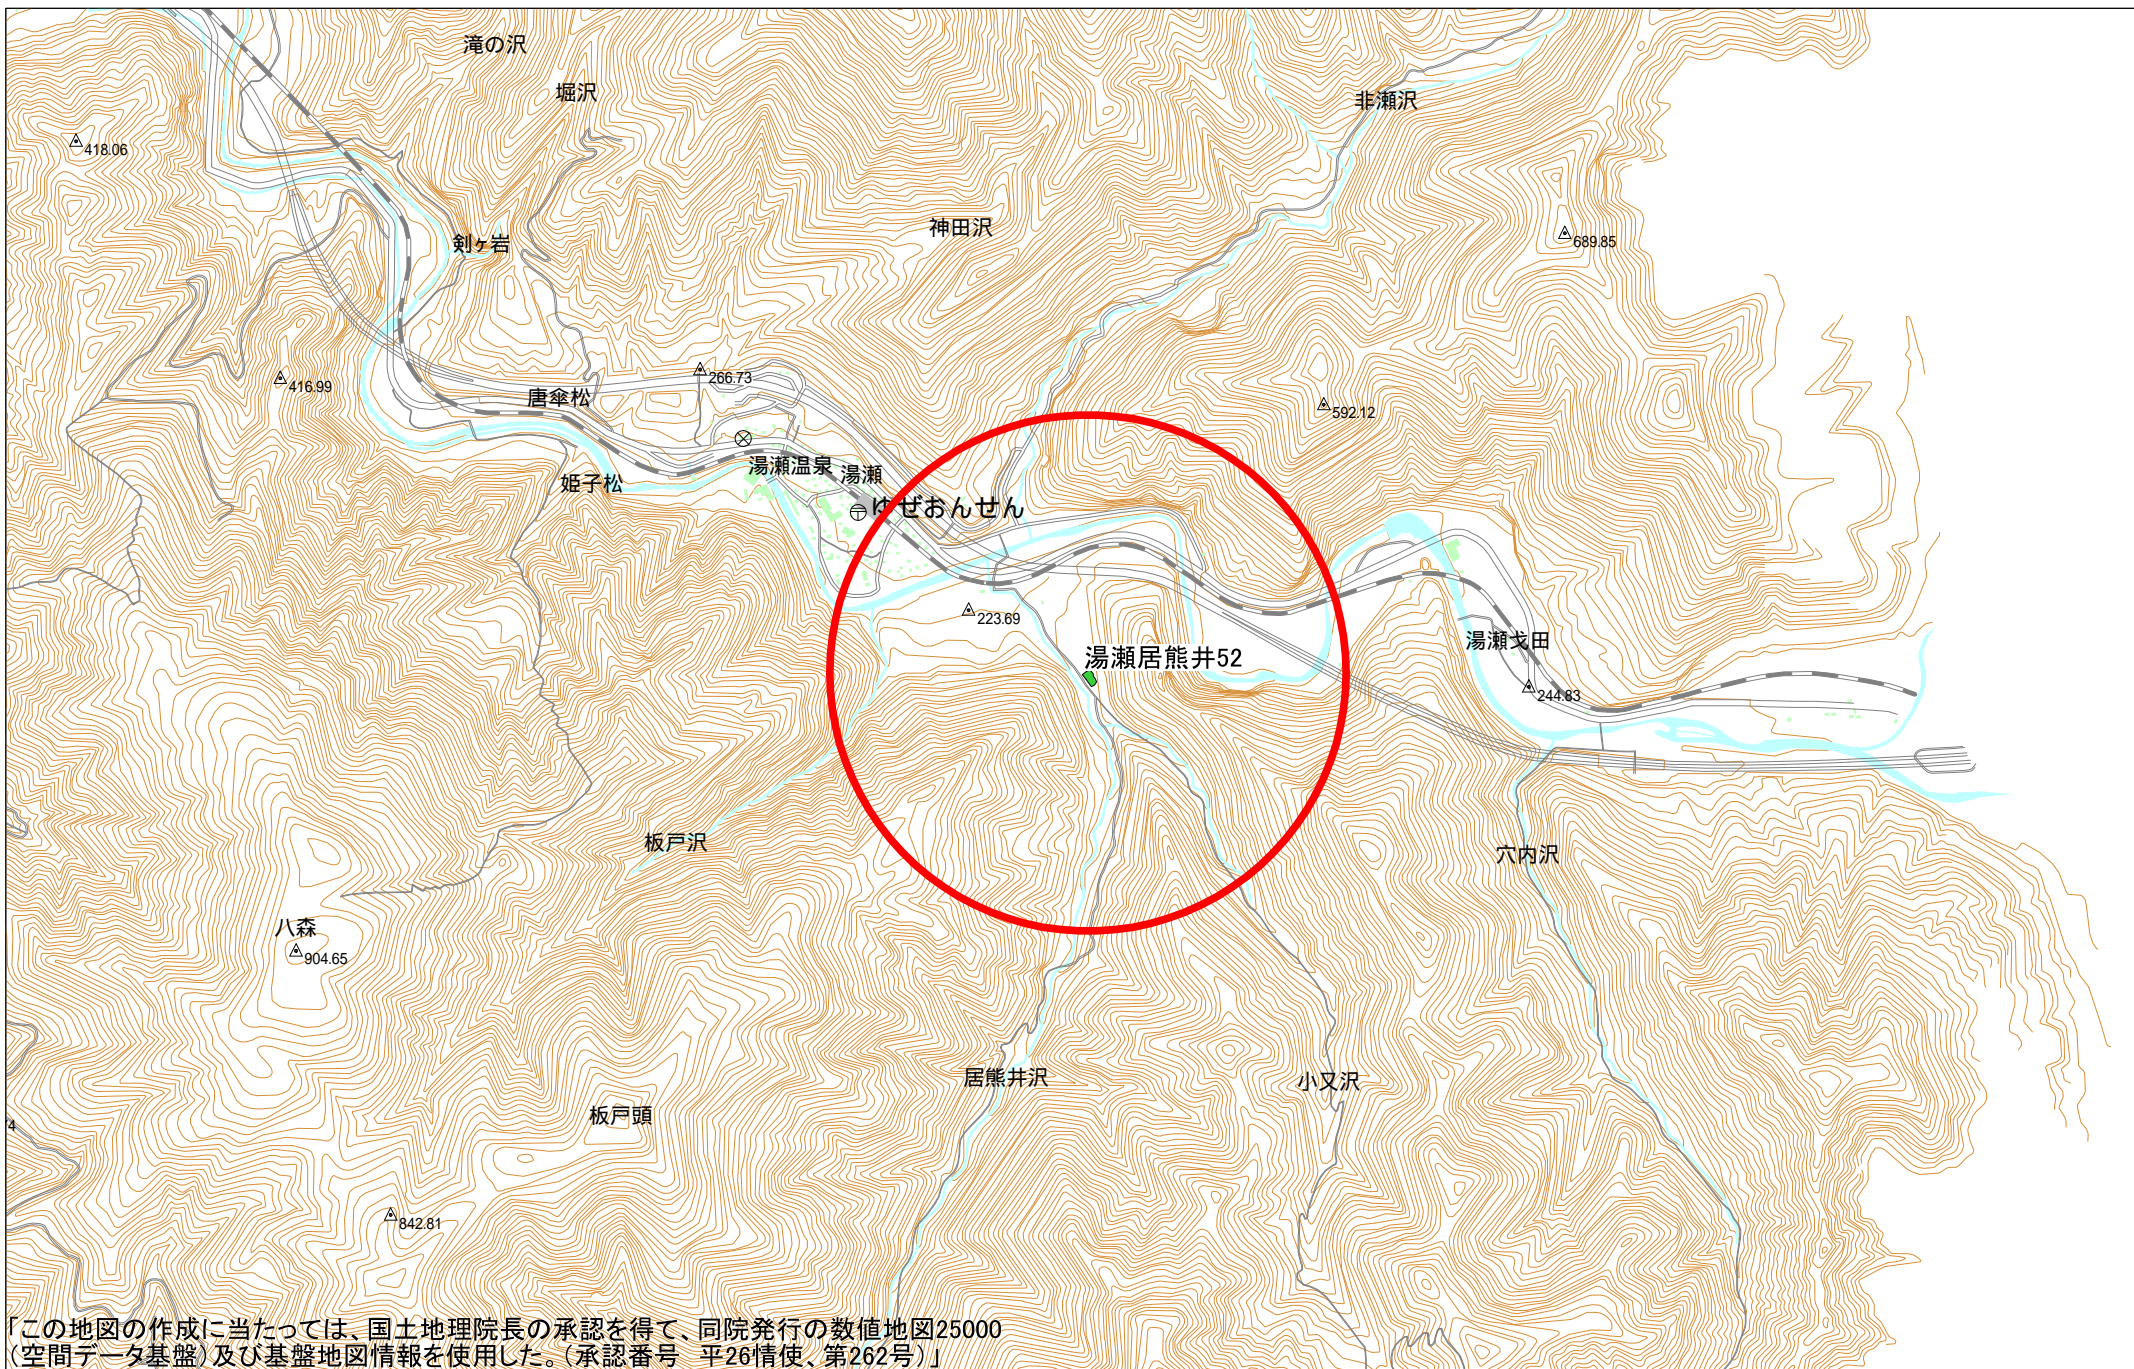 滝の沢
堀沢
非瀬沢
418.06
神田沢
689.85
剣ヶ岩
416.99
266.73
唐傘松
592.12
湯瀬温泉
湯瀬
姫子松
ゆぜおんせん
223.69
湯瀬戈田
湯瀬居熊井52
244.83
板戸沢
穴内沢
八森
904.65
居熊井沢
小又沢
板戸頭
4
842.81
「この地図の作成に当たっては、国土地理院長の承認を得て、同院発行の数値地図25000
(空間データ基盤)及び基盤地図情報を使用した。(承認番号　平26情使、第262号)」